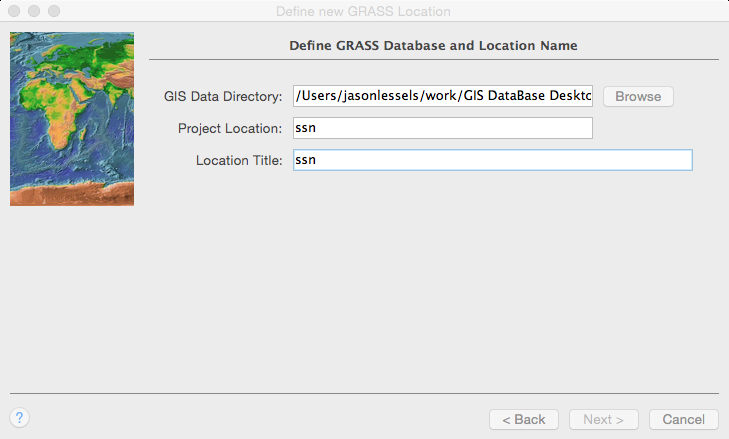 Define new GRASS Location
Define GRASS Database and Location Name
GIS Data Directory: /Users/jasonlessels/work/GIS DataBase Deskto Browse
Project Location: ssn
Location Title: ssn
? < Back Next > Cancel